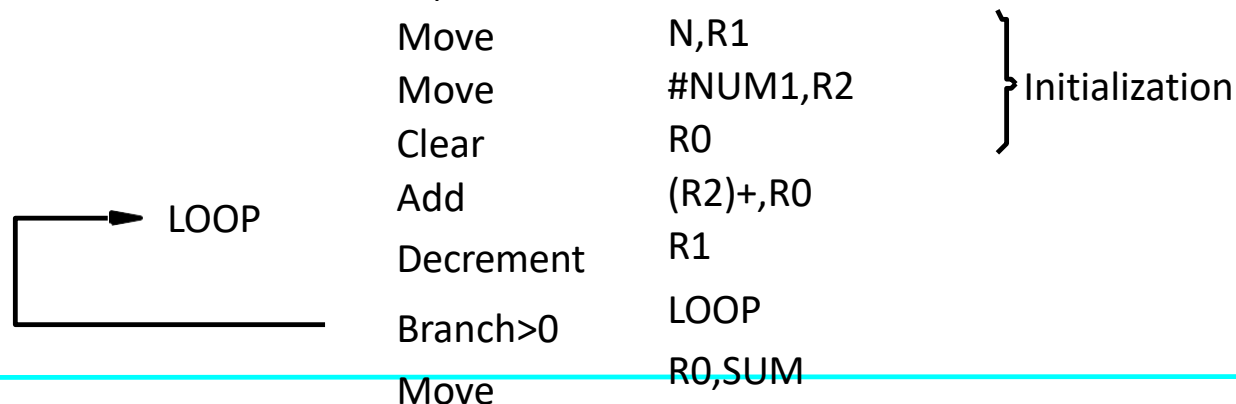 Move N,R1
Move #NUM1,R2 Initialization
Clear R0
LOOP Add (R2)+,R0
Decrement R1
Branch>0 LOOP
Move R0,SUM